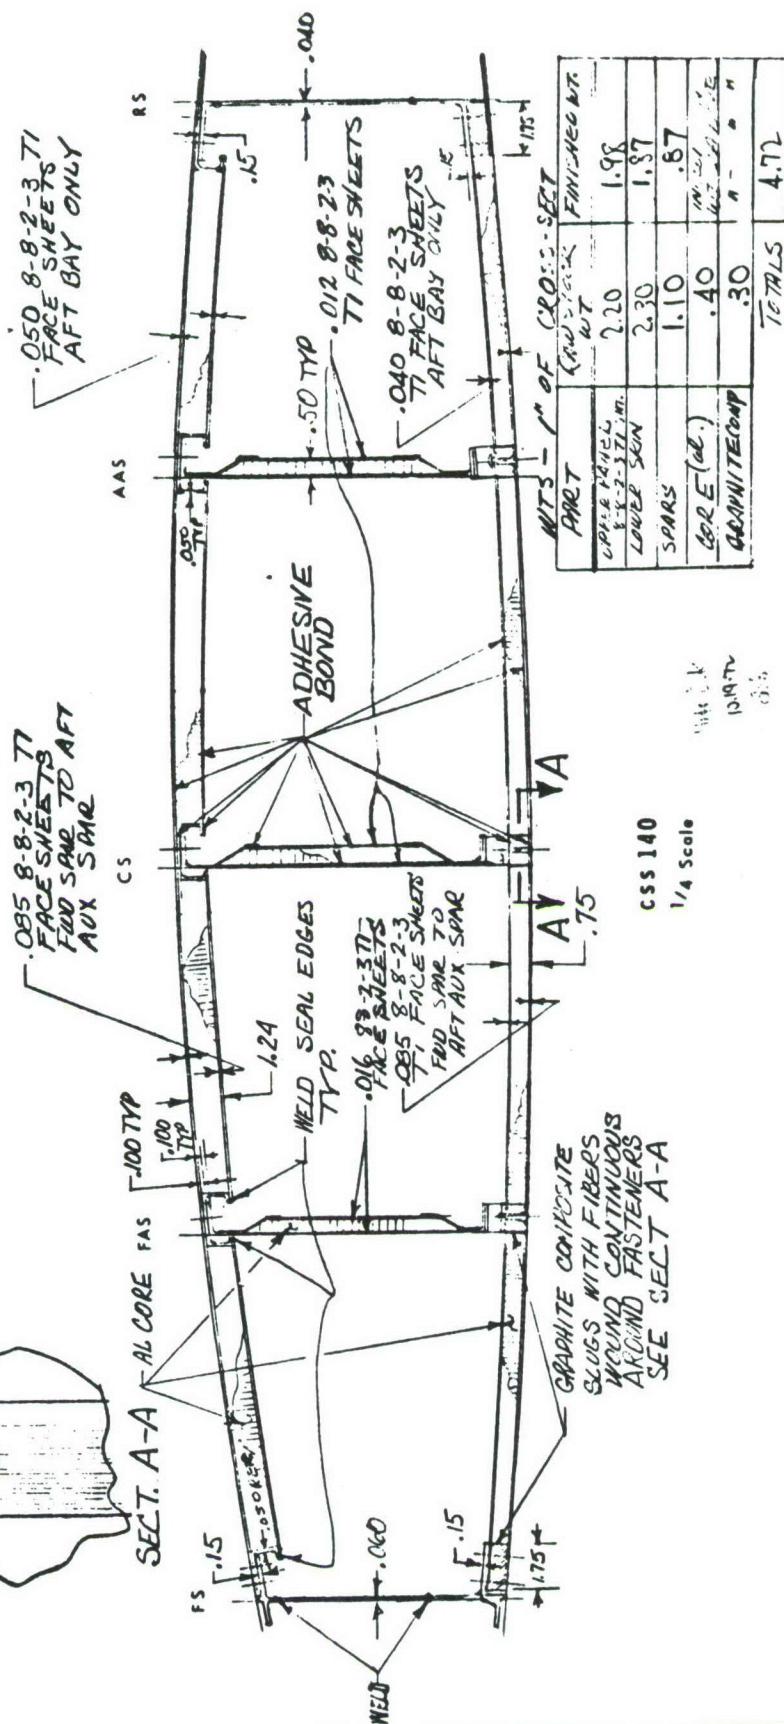 .050 8-8-2-3 TI
FACE SHEETS
AFT BAY ONLY
RS
.040
.15
.012 8-8-2-3
TI FACE SHEETS
.15
1.75
.040 8-8-2-3
TI FACE SHEETS
AFT BAY ONLY
.50 TYP
AAS
.050
TYP
ADHESIVE
BOND
.085 8-8-2-3 TI
FACE SHEETS
FWD SPAR TO AFT
AUX SPAR
CS
A
A
.75
1.24
WELD SEAL EDGES
TYP.
.016 88-2-3 TI
FACE SHEETS
.085 8-8-2-3
TI FACE SHEETS
FWD SPAR TO
AFT AUX SPAR
.100 TYP
.100
TYP
FAS
AL CORE
SECT. A-A
GRAPHITE COMPOSITE
SLUGS WITH FIBERS
WOUND CONTINUOUS
AROUND FASTENERS
SEE SECT A-A
FS
.15
.060
.15
1.75
WELD
WTS - 1" OF CROSS-SECT
PART WT FINISHED WT.
UPPER PANEL 2.20 1.98
LOWER SKIN 2.30 1.87
SPARS 1.10 .87
CORE (al.) .40
GRAPHITE COMP .30
TOTALS 4.72
CSS 140
1/4 Scale